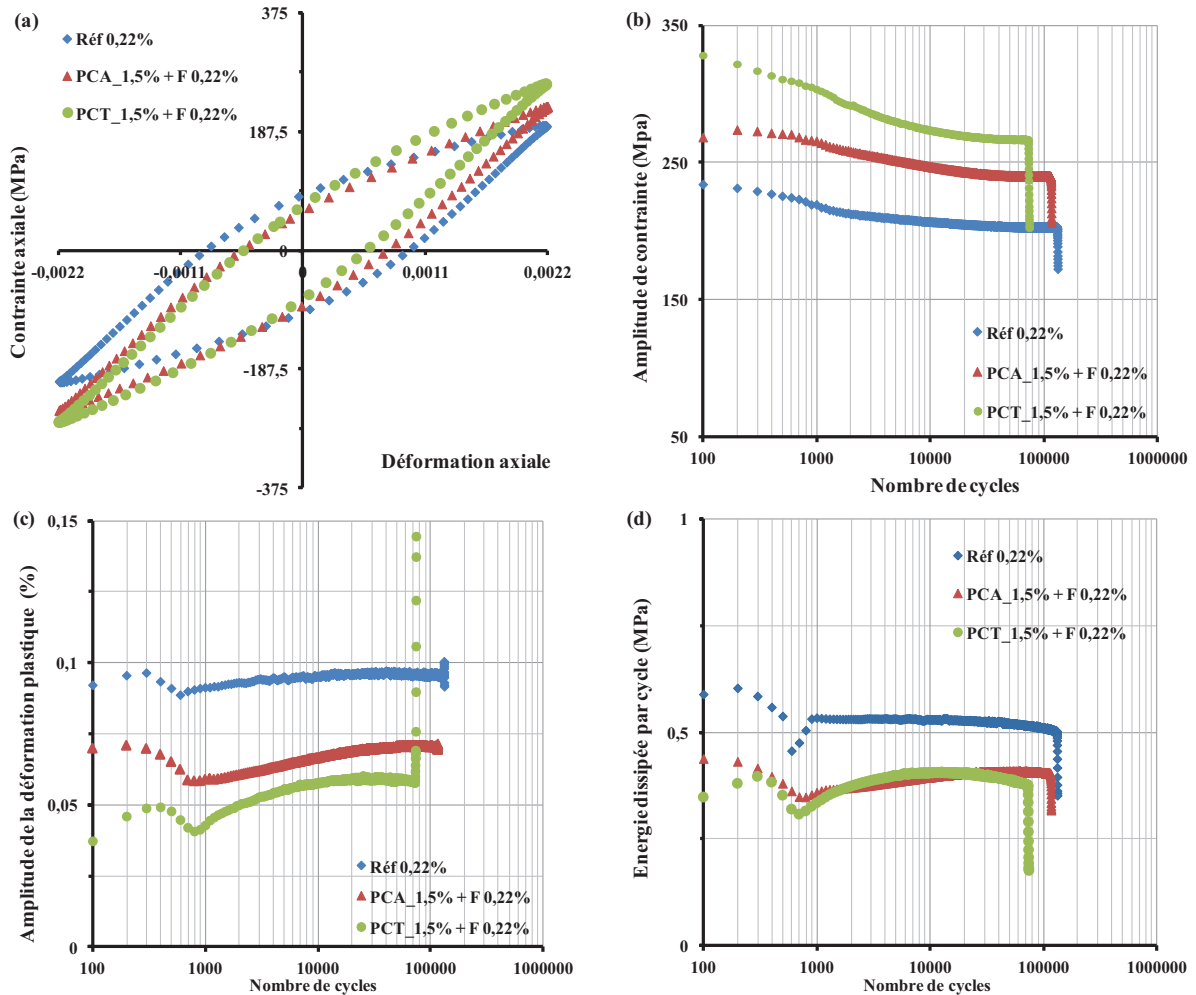 (a)
375
187,5
0
-187,5
-375
-0,0022
-0,0011
0
0,0011
0,0022
Contrainte axiale (MPa)
Déformation axiale
Réf 0,22%
PCA_1,5% + F 0,22%
PCT_1,5% + F 0,22%
(b)
350
250
150
50
100
1000
10000
100000
1000000
Amplitude de contrainte (Mpa)
Nombre de cycles
Réf 0,22%
PCA_1,5% + F 0,22%
PCT_1,5% + F 0,22%
(c)
0,15
0,1
0,05
0
100
1000
10000
100000
1000000
Amplitude de la déformation plastique (%)
Nombre de cycles
Réf 0,22%
PCA_1,5% + F 0,22%
PCT_1,5% + F 0,22%
(d)
1
0,5
0
100
1000
10000
100000
1000000
Energie dissipée par cycle (MPa)
Nombre de cycles
Réf 0,22%
PCA_1,5% + F 0,22%
PCT_1,5% + F 0,22%